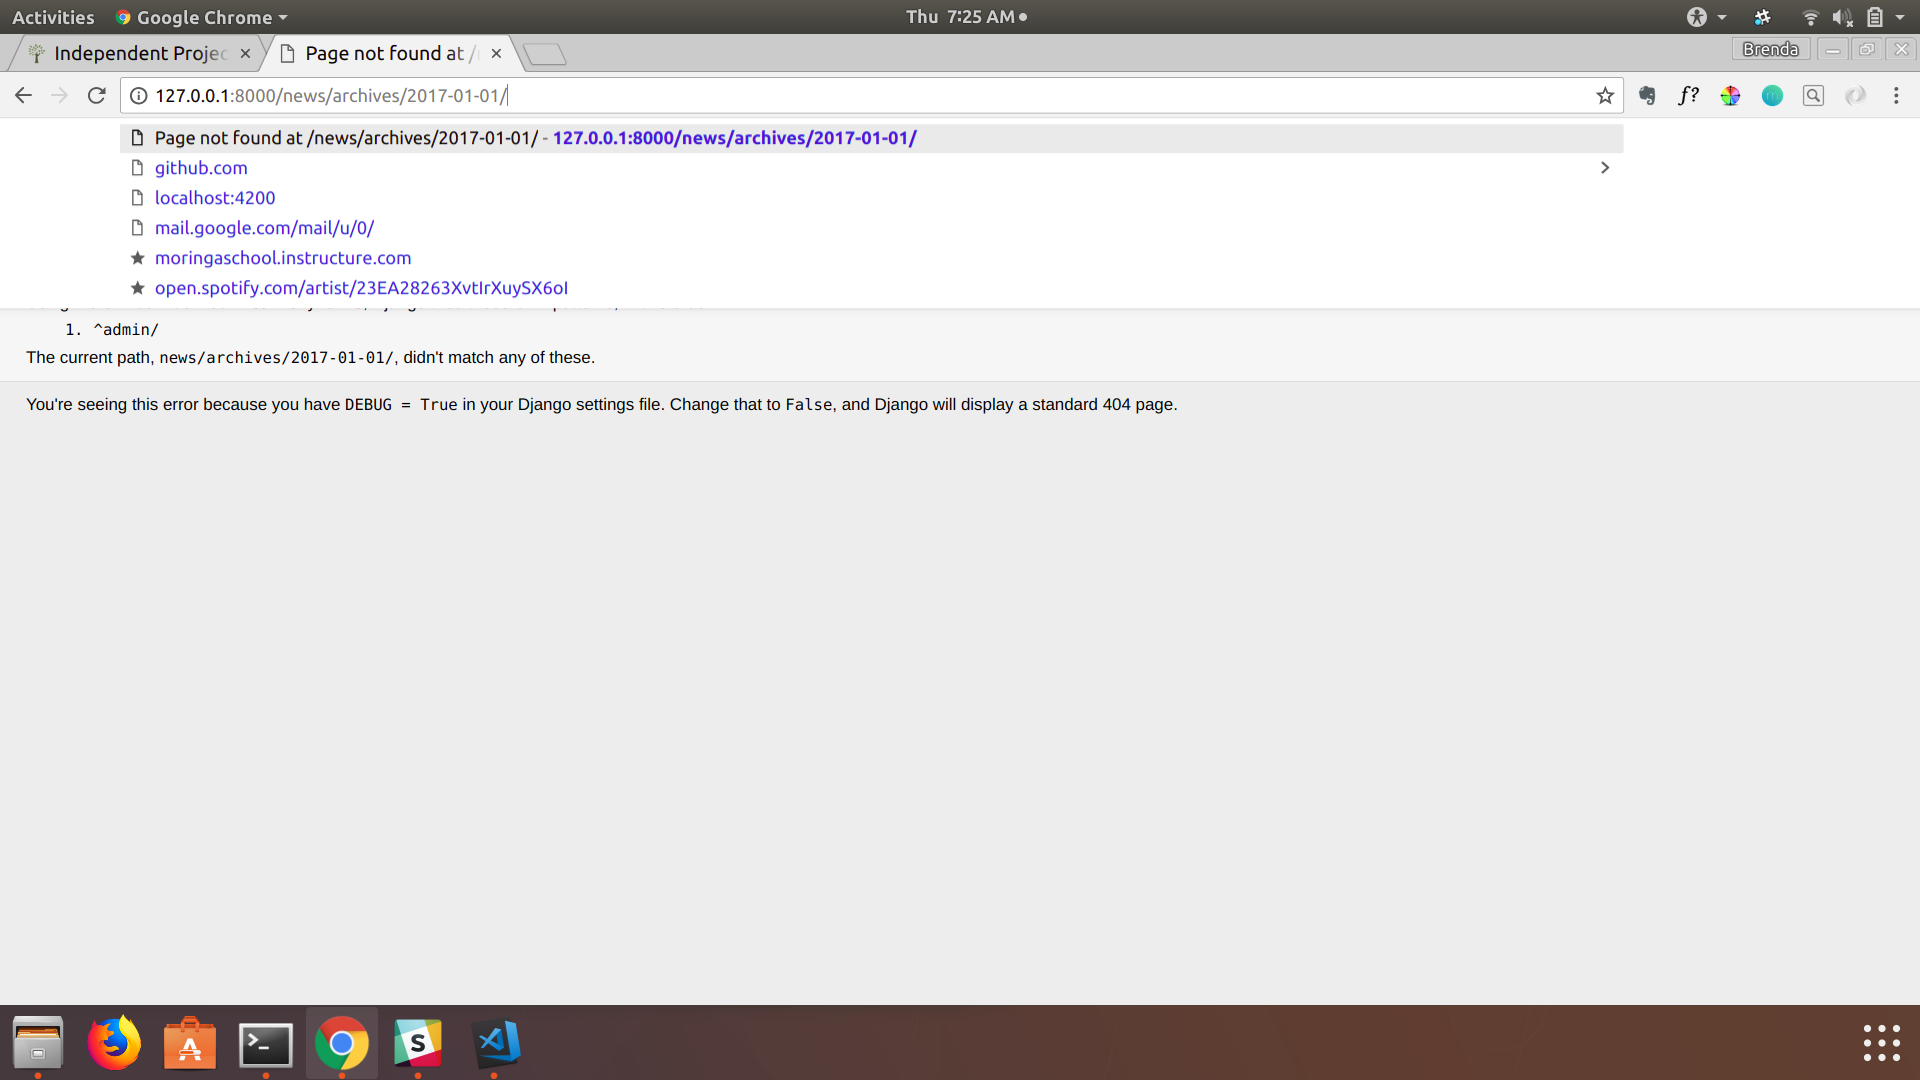 Activities Google Chrome Thu 7:25 AM
Independent Projec Page not found at / Brenda
127.0.0.1:8000/news/archives/2017-01-01/ f?
Page not found at /news/archives/2017-01-01/ - 127.0.0.1:8000/news/archives/2017-01-01/
github.com
localhost:4200
mail.google.com/mail/u/0/
moringaschool.instructure.com
open.spotify.com/artist/23EA28263XvtIrXuySX6oI
1. ^admin/
The current path, news/archives/2017-01-01/, didn't match any of these.
You're seeing this error because you have DEBUG = True in your Django settings file. Change that to False, and Django will display a standard 404 page.